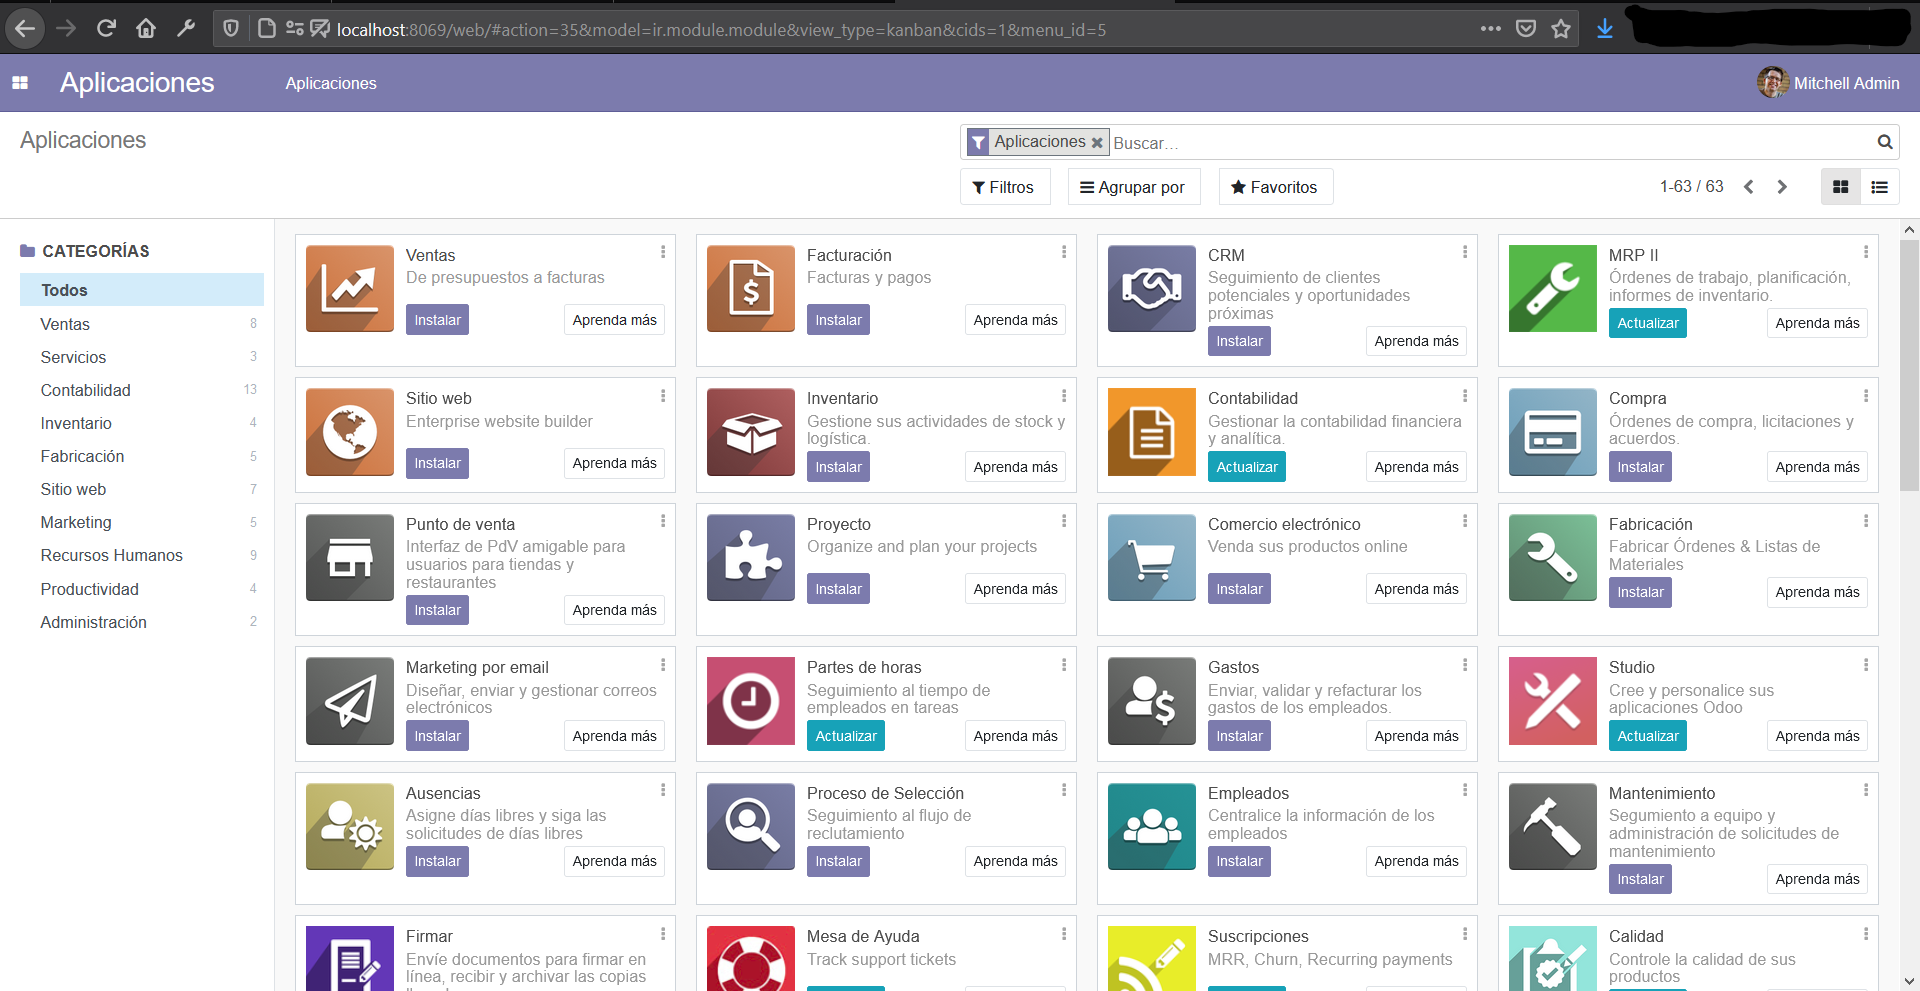 localhost:8069/web/#action=35&model=ir.module.module&view_type=kanban&cids=1&menu_id=5
Aplicaciones
Aplicaciones
Mitchell Admin
Aplicaciones
Aplicaciones
Buscar...
Filtros
Agrupar por
Favoritos
1-63 / 63
CATEGORÍAS
Todos
Ventas 8
Servicios 3
Contabilidad 13
Inventario 4
Fabricación 5
Sitio web 7
Marketing 5
Recursos Humanos 9
Productividad 4
Administración 2
Ventas
De presupuestos a facturas
Instalar
Aprenda más
Facturación
Facturas y pagos
Instalar
Aprenda más
CRM
Seguimiento de clientes
potenciales y oportunidades
próximas
Instalar
Aprenda más
MRP II
Órdenes de trabajo, planificación,
informes de inventario.
Actualizar
Aprenda más
Sitio web
Enterprise website builder
Instalar
Aprenda más
Inventario
Gestione sus actividades de stock y
logística.
Instalar
Aprenda más
Contabilidad
Gestionar la contabilidad financiera
y analítica.
Actualizar
Aprenda más
Compra
Órdenes de compra, licitaciones y
acuerdos.
Instalar
Aprenda más
Punto de venta
Interfaz de PdV amigable para
usuarios para tiendas y
restaurantes
Instalar
Aprenda más
Proyecto
Organize and plan your projects
Instalar
Aprenda más
Comercio electrónico
Venda sus productos online
Instalar
Aprenda más
Fabricación
Fabricar Órdenes & Listas de
Materiales
Instalar
Aprenda más
Marketing por email
Diseñar, enviar y gestionar correos
electrónicos
Instalar
Aprenda más
Partes de horas
Seguimiento al tiempo de
empleados en tareas
Actualizar
Aprenda más
Gastos
Enviar, validar y refacturar los
gastos de los empleados.
Instalar
Aprenda más
Studio
Cree y personalice sus
aplicaciones Odoo
Actualizar
Aprenda más
Ausencias
Asigne días libres y siga las
solicitudes de días libres
Instalar
Aprenda más
Proceso de Selección
Seguimiento al flujo de
reclutamiento
Instalar
Aprenda más
Empleados
Centralice la información de los
empleados
Instalar
Aprenda más
Mantenimiento
Segumiento a equipo y
administración de solicitudes de
mantenimiento
Instalar
Aprenda más
Firmar
Envíe documentos para firmar en
línea, recibir y archivar las copias
Mesa de Ayuda
Track support tickets
Suscripciones
MRR, Churn, Recurring payments
Calidad
Controle la calidad de sus
productos